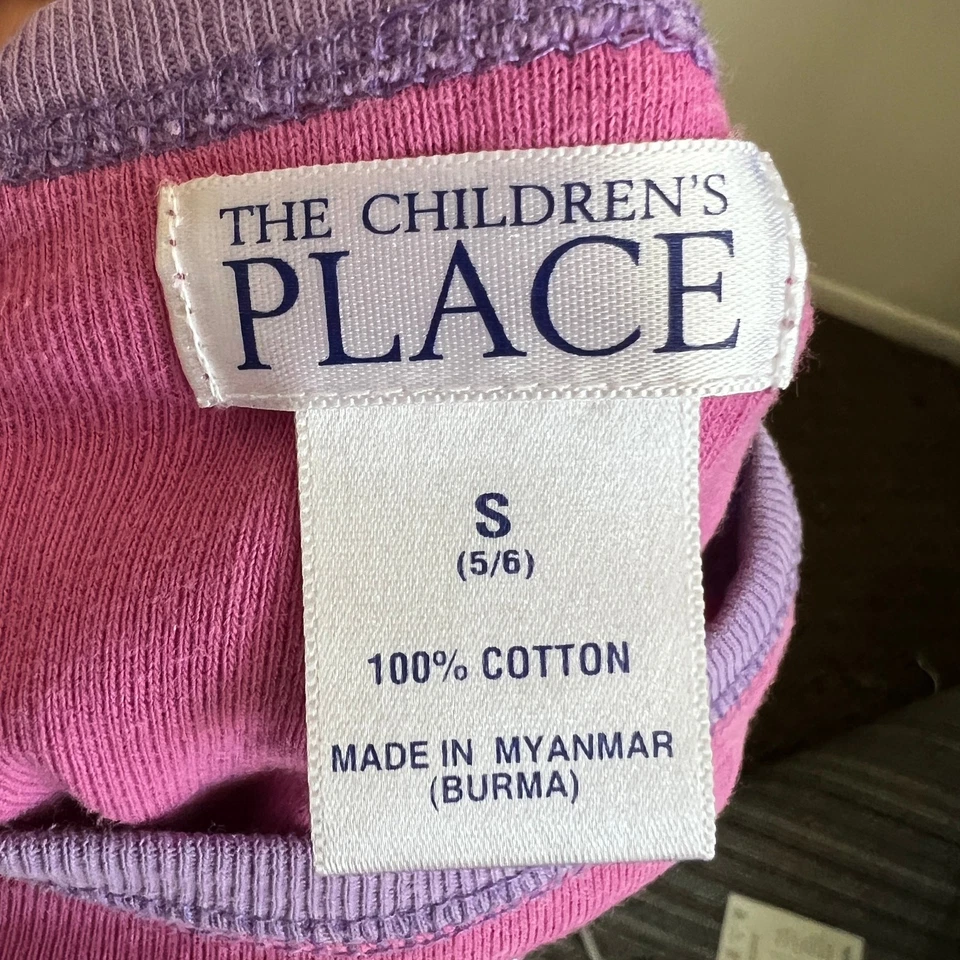 THE CHILDREN'S
PLACE
S
(5/6)
100% COTTON
MADE IN MYANMAR
(BURMA)